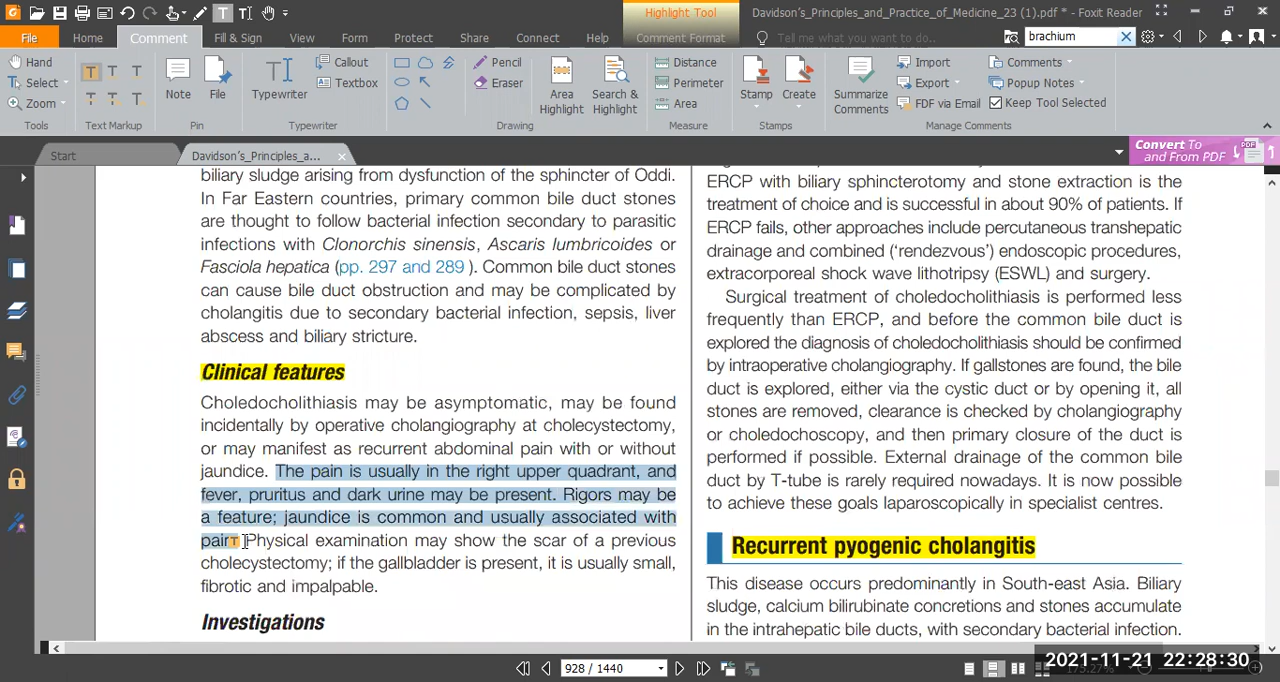 Highlight Tool
Davidson's_Principles_and_Practice_of_Medicine_23 (1).pdf * - Foxit Reader
File Home Comment Fill & Sign View Form Protect Share Connect Help Comment Format Tell me what you want to do.. brachium
Hand
Select
Zoom
Tools
Text Markup
Note
File
Pin
Typewriter
Callout
Textbox
Typewriter
Pencil
Eraser
Drawing
Area Highlight
Search & Highlight
Distance
Perimeter
Area
Measure
Stamp
Create
Stamps
Summarize Comments
Import
Export
FDF via Email
Comments
Popup Notes
Keep Tool Selected
Manage Comments
Start
Davidson's_Principles_a...
Convert To
and From PDF
biliary sludge arising from dysfunction of the sphincter of Oddi.
In Far Eastern countries, primary common bile duct stones
are thought to follow bacterial infection secondary to parasitic
infections with Clonorchis sinensis, Ascaris lumbricoides or
Fasciola hepatica (pp. 297 and 289 ). Common bile duct stones
can cause bile duct obstruction and may be complicated by
cholangitis due to secondary bacterial infection, sepsis, liver
abscess and biliary stricture.
Clinical features
Choledocholithiasis may be asymptomatic, may be found
incidentally by operative cholangiography at cholecystectomy,
or may manifest as recurrent abdominal pain with or without
jaundice. The pain is usually in the right upper quadrant, and
fever, pruritus and dark urine may be present. Rigors may be
a feature; jaundice is common and usually associated with
pain. Physical examination may show the scar of a previous
cholecystectomy; if the gallbladder is present, it is usually small,
fibrotic and impalpable.
Investigations
ERCP with biliary sphincterotomy and stone extraction is the
treatment of choice and is successful in about 90% of patients. If
ERCP fails, other approaches include percutaneous transhepatic
drainage and combined ('rendezvous') endoscopic procedures,
extracorporeal shock wave lithotripsy (ESWL) and surgery.
Surgical treatment of choledocholithiasis is performed less
frequently than ERCP, and before the common bile duct is
explored the diagnosis of choledocholithiasis should be confirmed
by intraoperative cholangiography. If gallstones are found, the bile
duct is explored, either via the cystic duct or by opening it, all
stones are removed, clearance is checked by cholangiography
or choledochoscopy, and then primary closure of the duct is
performed if possible. External drainage of the common bile
duct by T-tube is rarely required nowadays. It is now possible
to achieve these goals laparoscopically in specialist centres.
Recurrent pyogenic cholangitis
This disease occurs predominantly in South-east Asia. Biliary
sludge, calcium bilirubinate concretions and stones accumulate
in the intrahepatic bile ducts, with secondary bacterial infection.
928 / 1440
2021-11-21 22:28:30